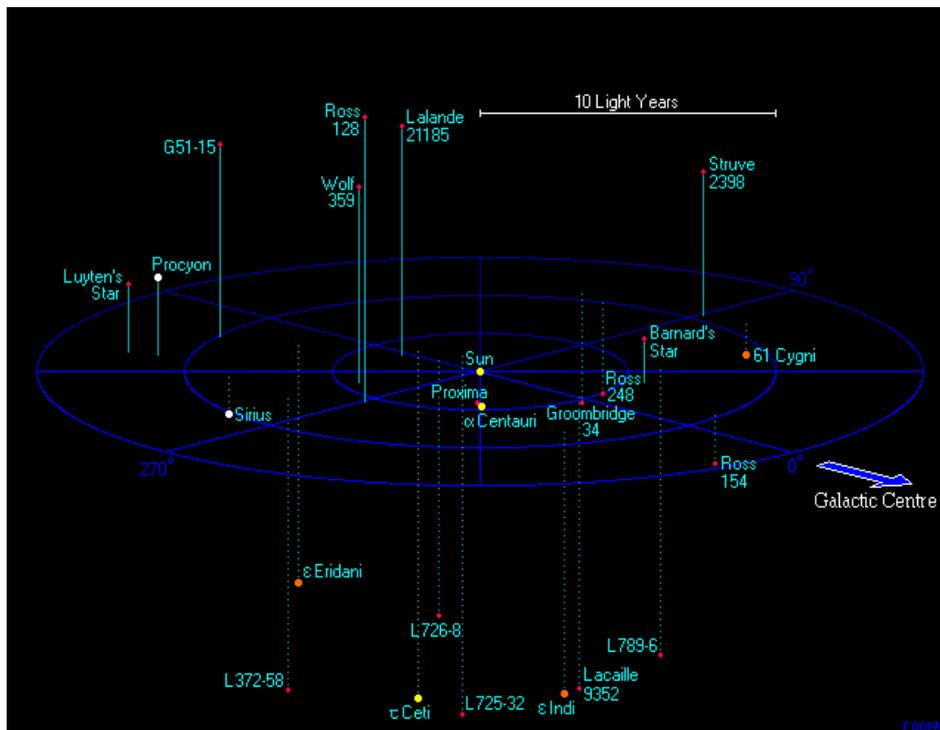 10 Light Years
Ross
128
Lalande
21185
G51-15
Struve
2398
Wolf
359
Procyon
Luyten's
Star
90°
Barnard's
Star
61 Cygni
Sun
Proxima
Ross
248
Sirius
α Centauri
Groombridge
34
270°
Ross
154
0°
Galactic Centre
ε Eridani
L726-8
L789-6
L372-58
τ Ceti
L725-32
ε Indi
Lacaille
9352